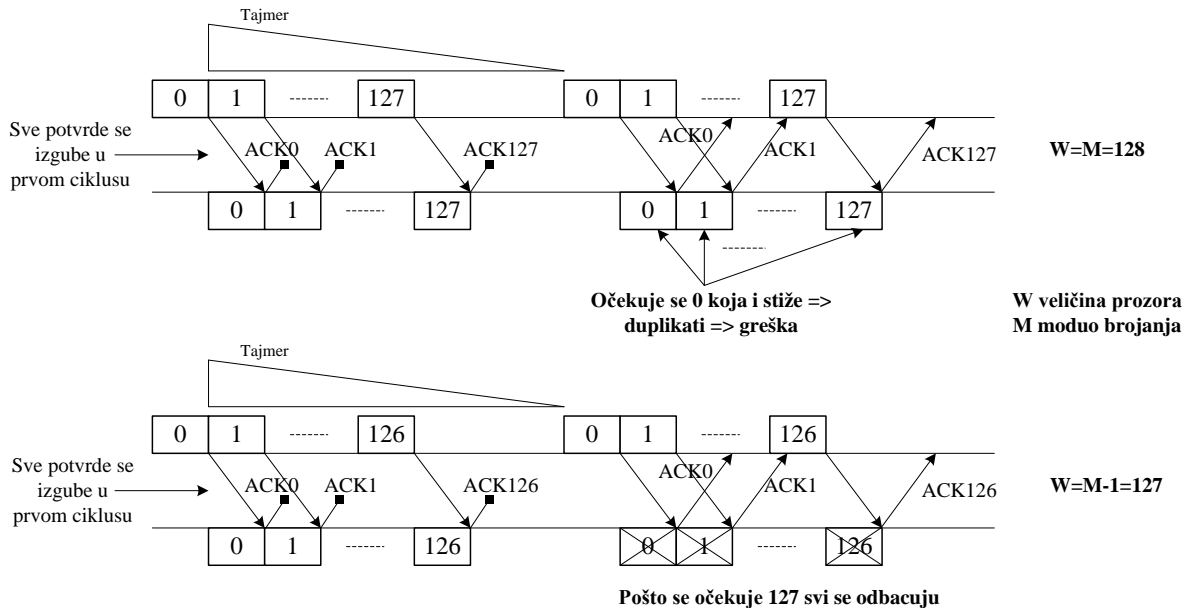 Tajmer
0 1 ------- 127 0 1 ------- 127
Sve potvrde se
izgube u
prvom ciklusu
ACK0 ACK1 ACK127 ACK0 ACK1 ACK127
W=M=128
0 1 ------- 127 0 1 ------- 127
-------
Očekuje se 0 koja i stiže =>
duplikati => greška
W veličina prozora
M moduo brojanja
Tajmer
0 1 ------- 126 0 1 ------- 126
Sve potvrde se
izgube u
prvom ciklusu
ACK0 ACK1 ACK126 ACK0 ACK1 ACK126
W=M-1=127
0 1 ------- 126 0 1 ------- 126
Pošto se očekuje 127 svi se odbacuju